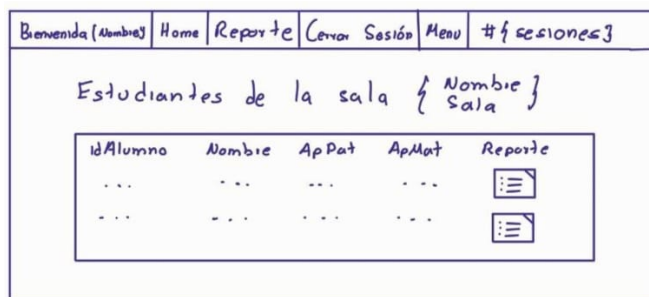 Bienvenida {Nombre} Home Reporte Cerrar Sesión Menu #{sesiones}
Estudiantes de la sala { Nombre Sala }
idAlumno Nombre ApPat ApMat Reporte
... ... ... ...
... ... ... ...